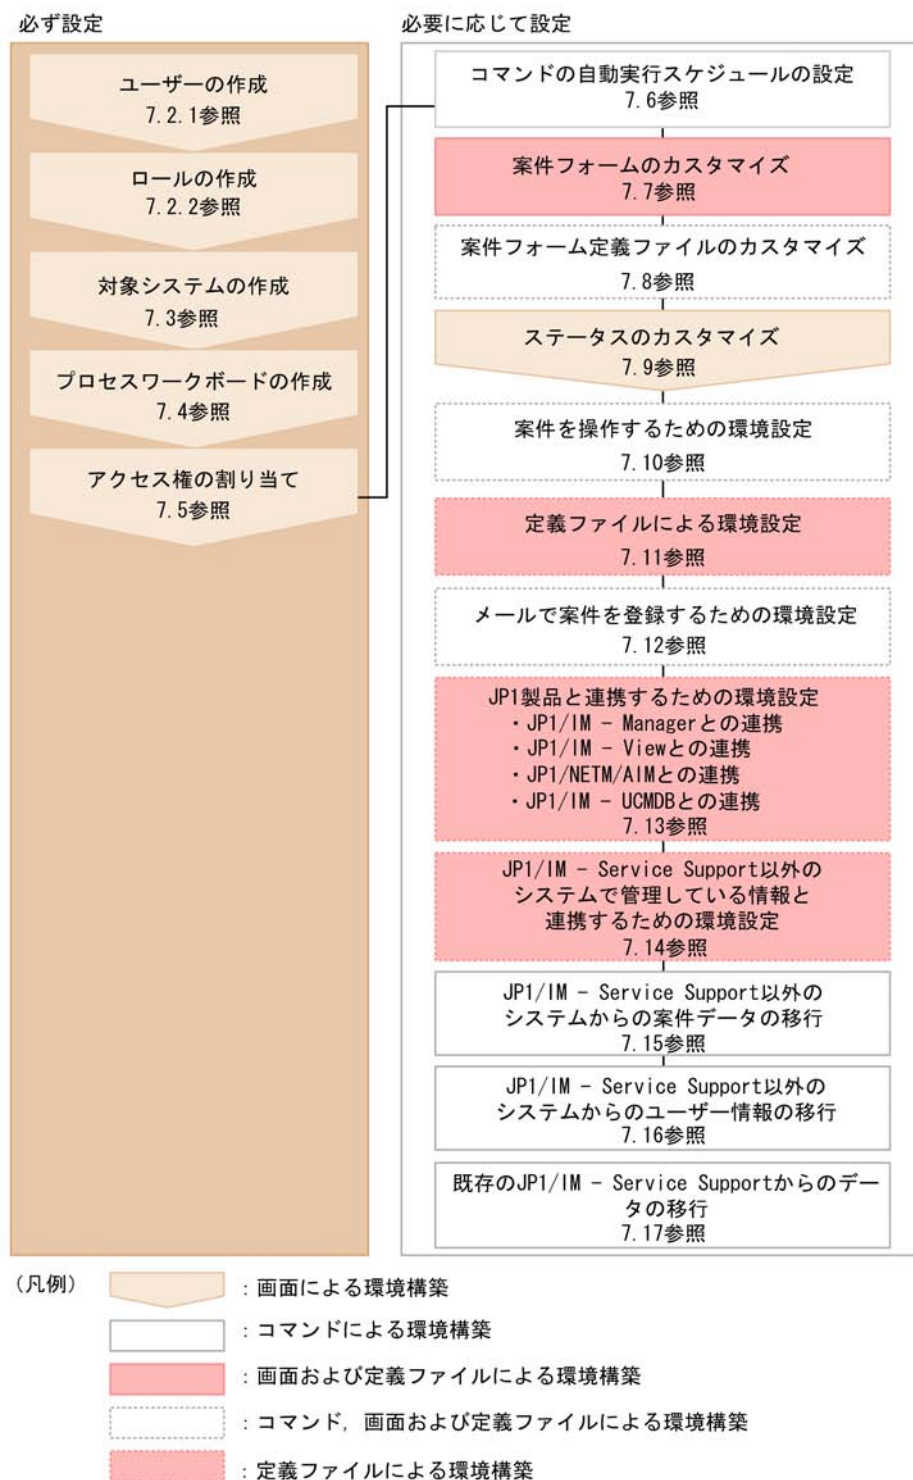 必ず設定
ユーザーの作成
7.2.1参照
ロールの作成
7.2.2参照
対象システムの作成
7.3参照
プロセスワークボードの作成
7.4参照
アクセス権の割り当て
7.5参照
必要に応じて設定
コマンドの自動実行スケジュールの設定
7.6参照
案件フォームのカスタマイズ
7.7参照
案件フォーム定義ファイルのカスタマイズ
7.8参照
ステータスのカスタマイズ
7.9参照
案件を操作するための環境設定
7.10参照
定義ファイルによる環境設定
7.11参照
メールで案件を登録するための環境設定
7.12参照
JP1製品と連携するための環境設定
・JP1/IM - Managerとの連携
・JP1/IM - Viewとの連携
・JP1/NETM/AIMとの連携
・JP1/IM - UCMDBとの連携
7.13参照
JP1/IM - Service Support以外の
システムで管理している情報と
連携するための環境設定
7.14参照
JP1/IM - Service Support以外の
システムからの案件データの移行
7.15参照
JP1/IM - Service Support以外の
システムからのユーザー情報の移行
7.16参照
既存のJP1/IM - Service Supportからのデー
タの移行
7.17参照
(凡例)
：画面による環境構築
：コマンドによる環境構築
：画面および定義ファイルによる環境構築
：コマンド，画面および定義ファイルによる環境構築
：定義ファイルによる環境構築